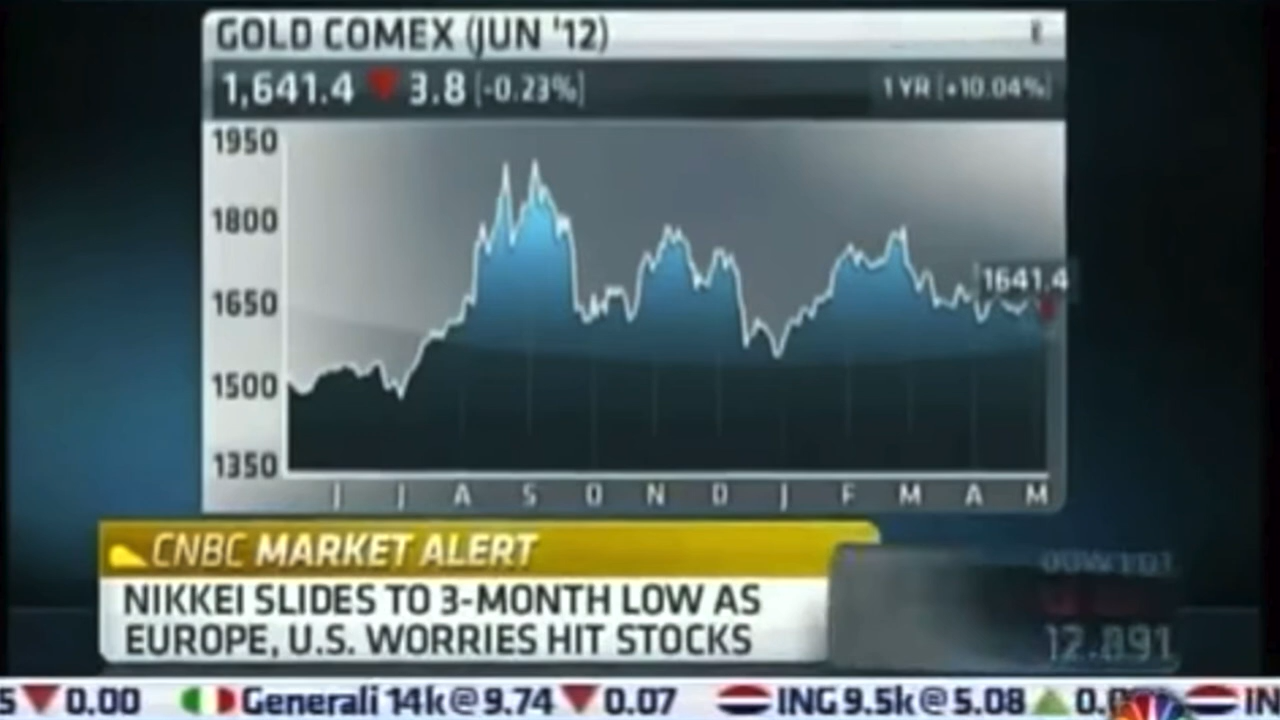 GOLD COMEX (JUN '12)
1,641.4 ▼ 3.8 [-0.23%] 1 YR [+10.04%]
1950
1800
1641.4
1650
1500
1350
J J A S O N D J F M A M
CNBC MARKET ALERT
NIKKEI SLIDES TO 3-MONTH LOW AS
EUROPE, U.S. WORRIES HIT STOCKS
12.891
5 ▼ 0.00 Generali 14k@9.74 ▼ 0.07 ING 9.5k@5.08 ▲ IN